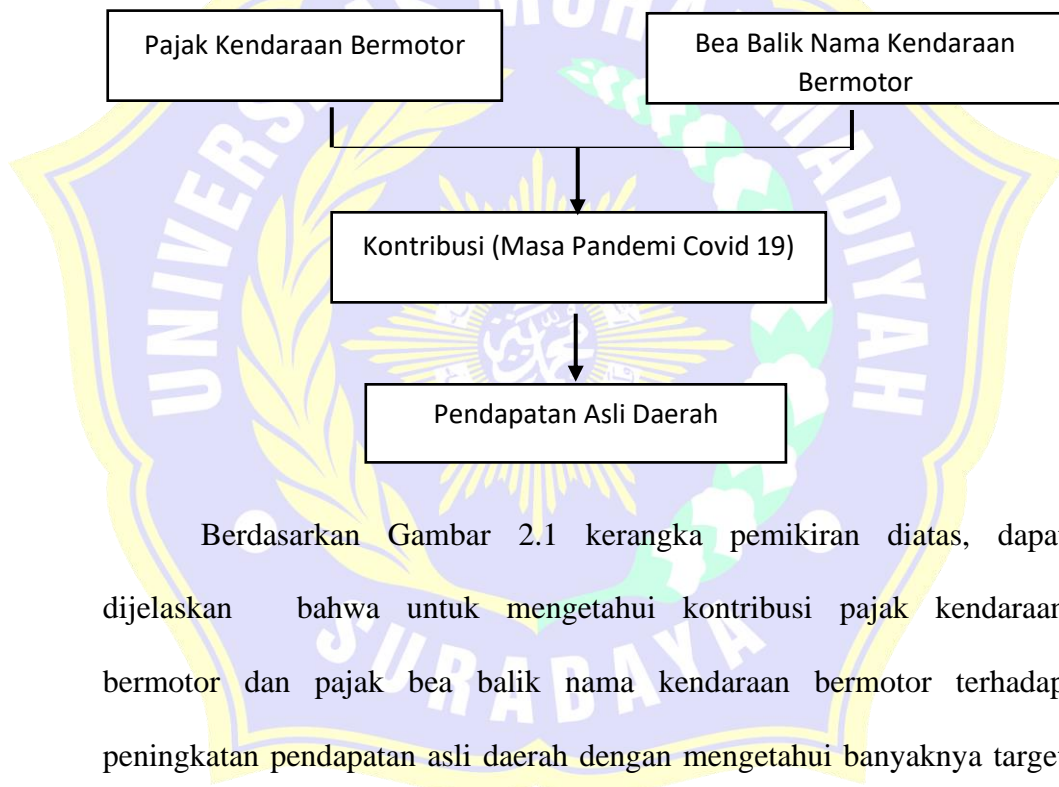 Pajak Kendaraan Bermotor
Bea Balik Nama Kendaraan
Bermotor
Kontribusi (Masa Pandemi Covid 19)
Pendapatan Asli Daerah
Berdasarkan Gambar 2.1 kerangka pemikiran diatas, dapat
dijelaskan bahwa untuk mengetahui kontribusi pajak kendaraan
bermotor dan pajak bea balik nama kendaraan bermotor terhadap
peningkatan pendapatan asli daerah dengan mengetahui banyaknya target
SURABAYA